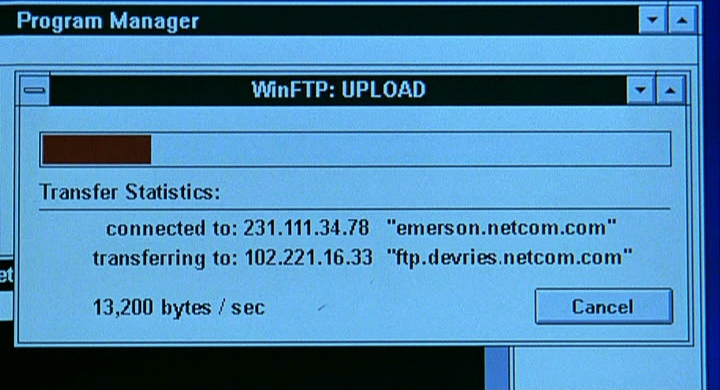 Program Manager
WinFTP: UPLOAD
Transfer Statistics:
connected to: 231.111.34.78 "emerson.netcom.com"
transferring to: 102.221.16.33 "ftp.devries.netcom.com"
13,200 bytes / sec
Cancel
et